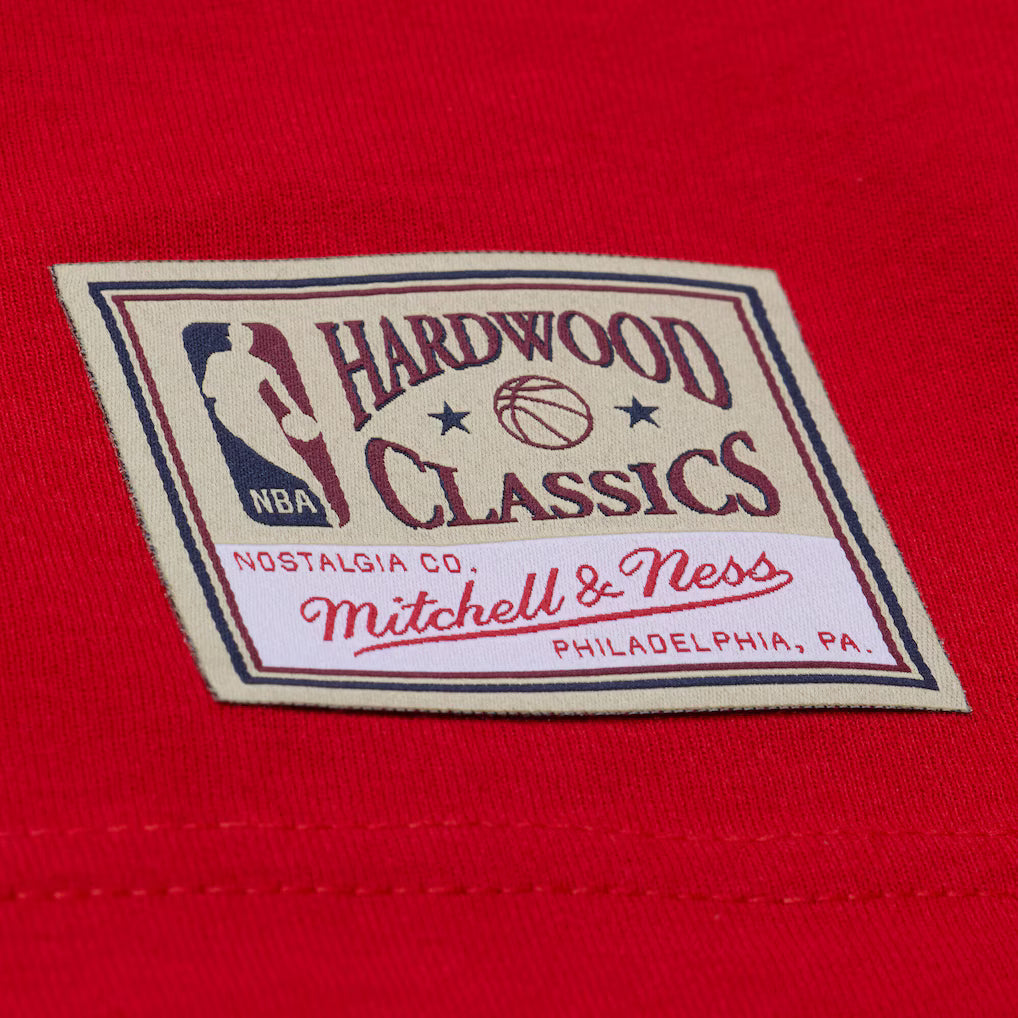 NBA
HARDWOOD
CLASSICS
NOSTALGIA CO.
Mitchell & Ness
PHILADELPHIA, PA.